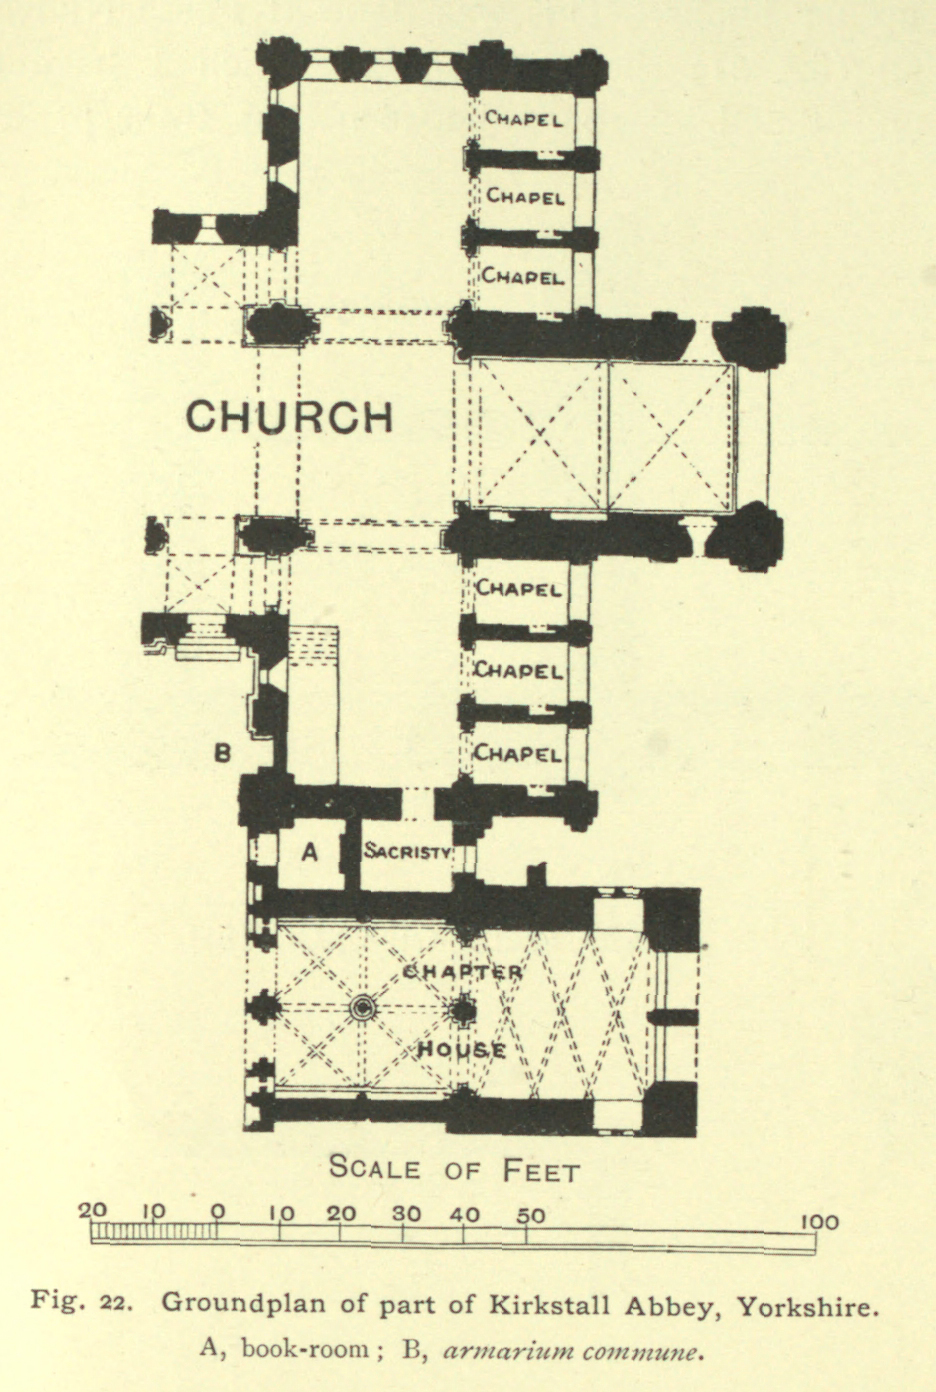 CHAPEL
CHAPEL
CHAPEL
CHURCH
CHAPEL
CHAPEL
CHAPEL
B
A
SACRISTY
CHAPTER
HOUSE
SCALE OF FEET
20 10 0 10 20 30 40 50 100
Fig. 22. Groundplan of part of Kirkstall Abbey, Yorkshire.
A, book-room; B, armarium commune.